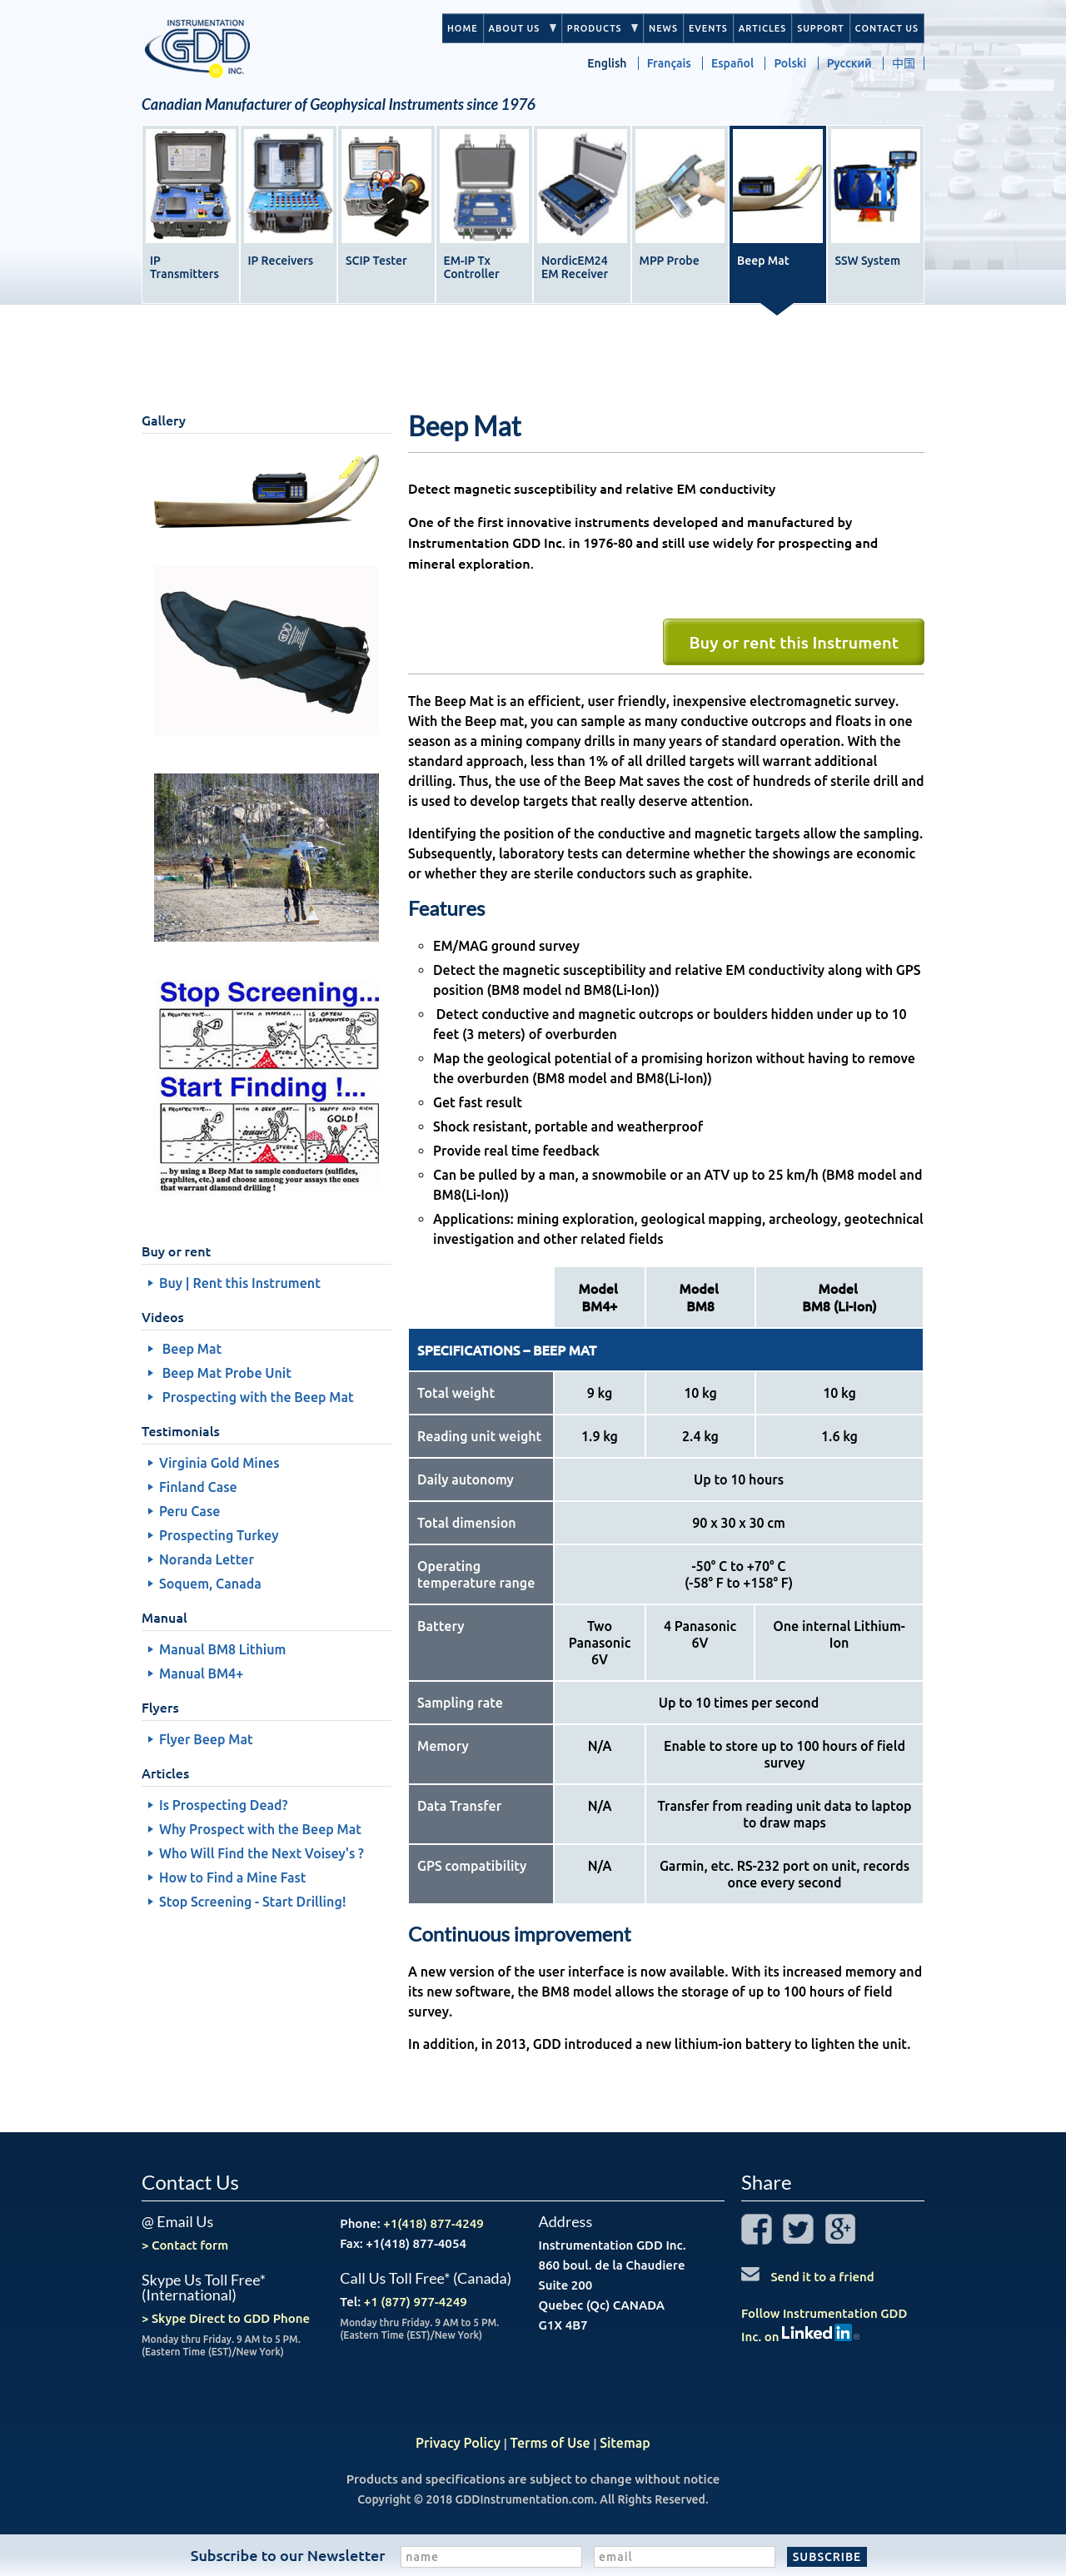 INSTRUMENTATION
GDD
INC.
HOME
ABOUT US
PRODUCTS
NEWS
EVENTS
ARTICLES
SUPPORT
CONTACT US
English
Français
Español
Polski
Русский
中国
Canadian Manufacturer of Geophysical Instruments since 1976
IP
Transmitters
IP Receivers
SCIP Tester
EM-IP Tx
Controller
NordicEM24
EM Receiver
MPP Probe
Beep Mat
SSW System
Gallery
Stop Screening...
A PROSPECTOR...
WITH A HAMMER...
IS OFTEN
DISAPPOINTED
STERILE
Start Finding !...
A PROSPECTOR...
WITH A BEEP MAT...
IS HAPPY AND RICH
GOLD!
STERILE
... by using a Beep Mat to sample conductors (sulfides,
graphites, etc.) and choose among your assays the ones
that warrant diamond drilling !
Buy or rent
Buy | Rent this Instrument
Videos
Beep Mat
Beep Mat Probe Unit
Prospecting with the Beep Mat
Testimonials
Virginia Gold Mines
Finland Case
Peru Case
Prospecting Turkey
Noranda Letter
Soquem, Canada
Manual
Manual BM8 Lithium
Manual BM4+
Flyers
Flyer Beep Mat
Articles
Is Prospecting Dead?
Why Prospect with the Beep Mat
Who Will Find the Next Voisey's ?
How to Find a Mine Fast
Stop Screening - Start Drilling!
Beep Mat
Detect magnetic susceptibility and relative EM conductivity
One of the first innovative instruments developed and manufactured by
Instrumentation GDD Inc. in 1976-80 and still use widely for prospecting and
mineral exploration.
Buy or rent this Instrument
The Beep Mat is an efficient, user friendly, inexpensive electromagnetic survey.
With the Beep mat, you can sample as many conductive outcrops and floats in one
season as a mining company drills in many years of standard operation. With the
standard approach, less than 1% of all drilled targets will warrant additional
drilling. Thus, the use of the Beep Mat saves the cost of hundreds of sterile drill and
is used to develop targets that really deserve attention.
Identifying the position of the conductive and magnetic targets allow the sampling.
Subsequently, laboratory tests can determine whether the showings are economic
or whether they are sterile conductors such as graphite.
Features
EM/MAG ground survey
Detect the magnetic susceptibility and relative EM conductivity along with GPS
position (BM8 model nd BM8(Li-Ion))
Detect conductive and magnetic outcrops or boulders hidden under up to 10
feet (3 meters) of overburden
Map the geological potential of a promising horizon without having to remove
the overburden (BM8 model and BM8(Li-Ion))
Get fast result
Shock resistant, portable and weatherproof
Provide real time feedback
Can be pulled by a man, a snowmobile or an ATV up to 25 km/h (BM8 model and
BM8(Li-Ion))
Applications: mining exploration, geological mapping, archeology, geotechnical
investigation and other related fields
Model
BM4+
Model
BM8
Model
BM8 (Li-Ion)
SPECIFICATIONS – BEEP MAT
Total weight 9 kg 10 kg 10 kg
Reading unit weight 1.9 kg 2.4 kg 1.6 kg
Daily autonomy Up to 10 hours
Total dimension 90 x 30 x 30 cm
Operating
temperature range
-50° C to +70° C
(-58° F to +158° F)
Battery
Two
Panasonic
6V
4 Panasonic
6V
One internal Lithium-
Ion
Sampling rate Up to 10 times per second
Memory N/A
Enable to store up to 100 hours of field
survey
Data Transfer N/A
Transfer from reading unit data to laptop
to draw maps
GPS compatibility N/A
Garmin, etc. RS-232 port on unit, records
once every second
Continuous improvement
A new version of the user interface is now available. With its increased memory and
its new software, the BM8 model allows the storage of up to 100 hours of field
survey.
In addition, in 2013, GDD introduced a new lithium-ion battery to lighten the unit.
Contact Us
@ Email Us
> Contact form
Skype Us Toll Free*
(International)
> Skype Direct to GDD Phone
Monday thru Friday. 9 AM to 5 PM.
(Eastern Time (EST)/New York)
Phone: +1(418) 877-4249
Fax: +1(418) 877-4054
Call Us Toll Free* (Canada)
Tel: +1 (877) 977-4249
Monday thru Friday. 9 AM to 5 PM.
(Eastern Time (EST)/New York)
Address
Instrumentation GDD Inc.
860 boul. de la Chaudiere
Suite 200
Quebec (Qc) CANADA
G1X 4B7
Share
Send it to a friend
Follow Instrumentation GDD
Inc. on Linked in ®
Privacy Policy | Terms of Use | Sitemap
Products and specifications are subject to change without notice
Copyright © 2018 GDDInstrumentation.com. All Rights Reserved.
Subscribe to our Newsletter
name
email
SUBSCRIBE